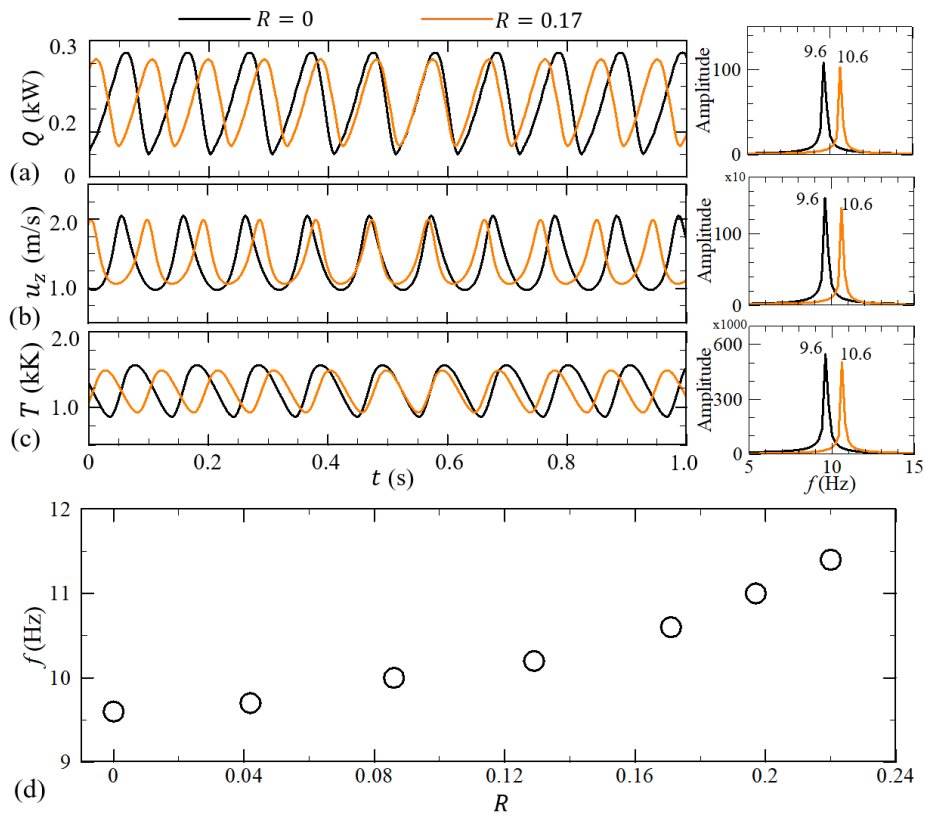 R = 0 R = 0.17
0.3
0.2
0
Q (kW)
(a)
Amplitude
100
0
9.6 10.6
2.0
1.0
u_z (m/s)
(b)
x10
Amplitude
10
0
9.6 10.6
2.0
1.0
T (kK)
(c)
0 0.2 0.4 0.6 0.8 1.0
t (s)
x1000
Amplitude
600
300
0
9.6 10.6
5 10 15
f (Hz)
12
11
10
9
f (Hz)
(d)
0 0.04 0.08 0.12 0.16 0.2 0.24
R